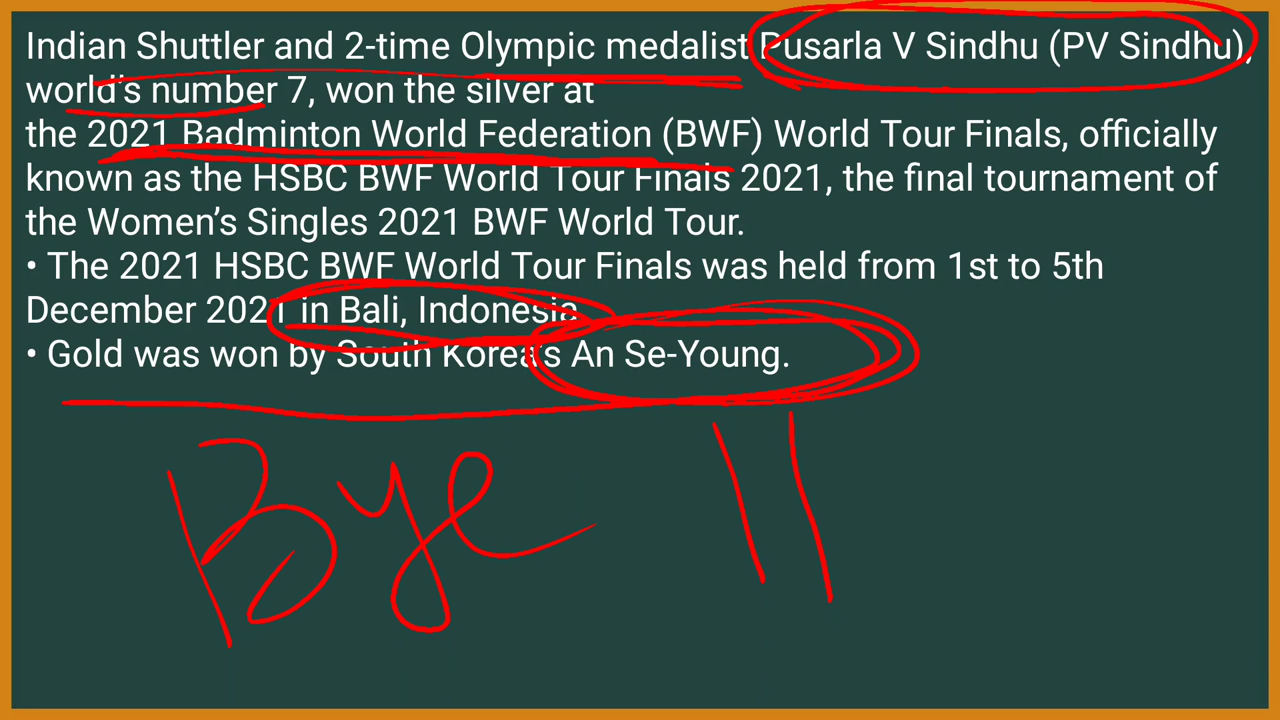 Indian Shuttler and 2-time Olympic medalist Pusarla V Sindhu (PV Sindhu),
world's number 7, won the silver at
the 2021 Badminton World Federation (BWF) World Tour Finals, officially
known as the HSBC BWF World Tour Finals 2021, the final tournament of
the Women's Singles 2021 BWF World Tour.
• The 2021 HSBC BWF World Tour Finals was held from 1st to 5th
December 2021 in Bali, Indonesia
• Gold was won by South Korea's An Se-Young.
Bye